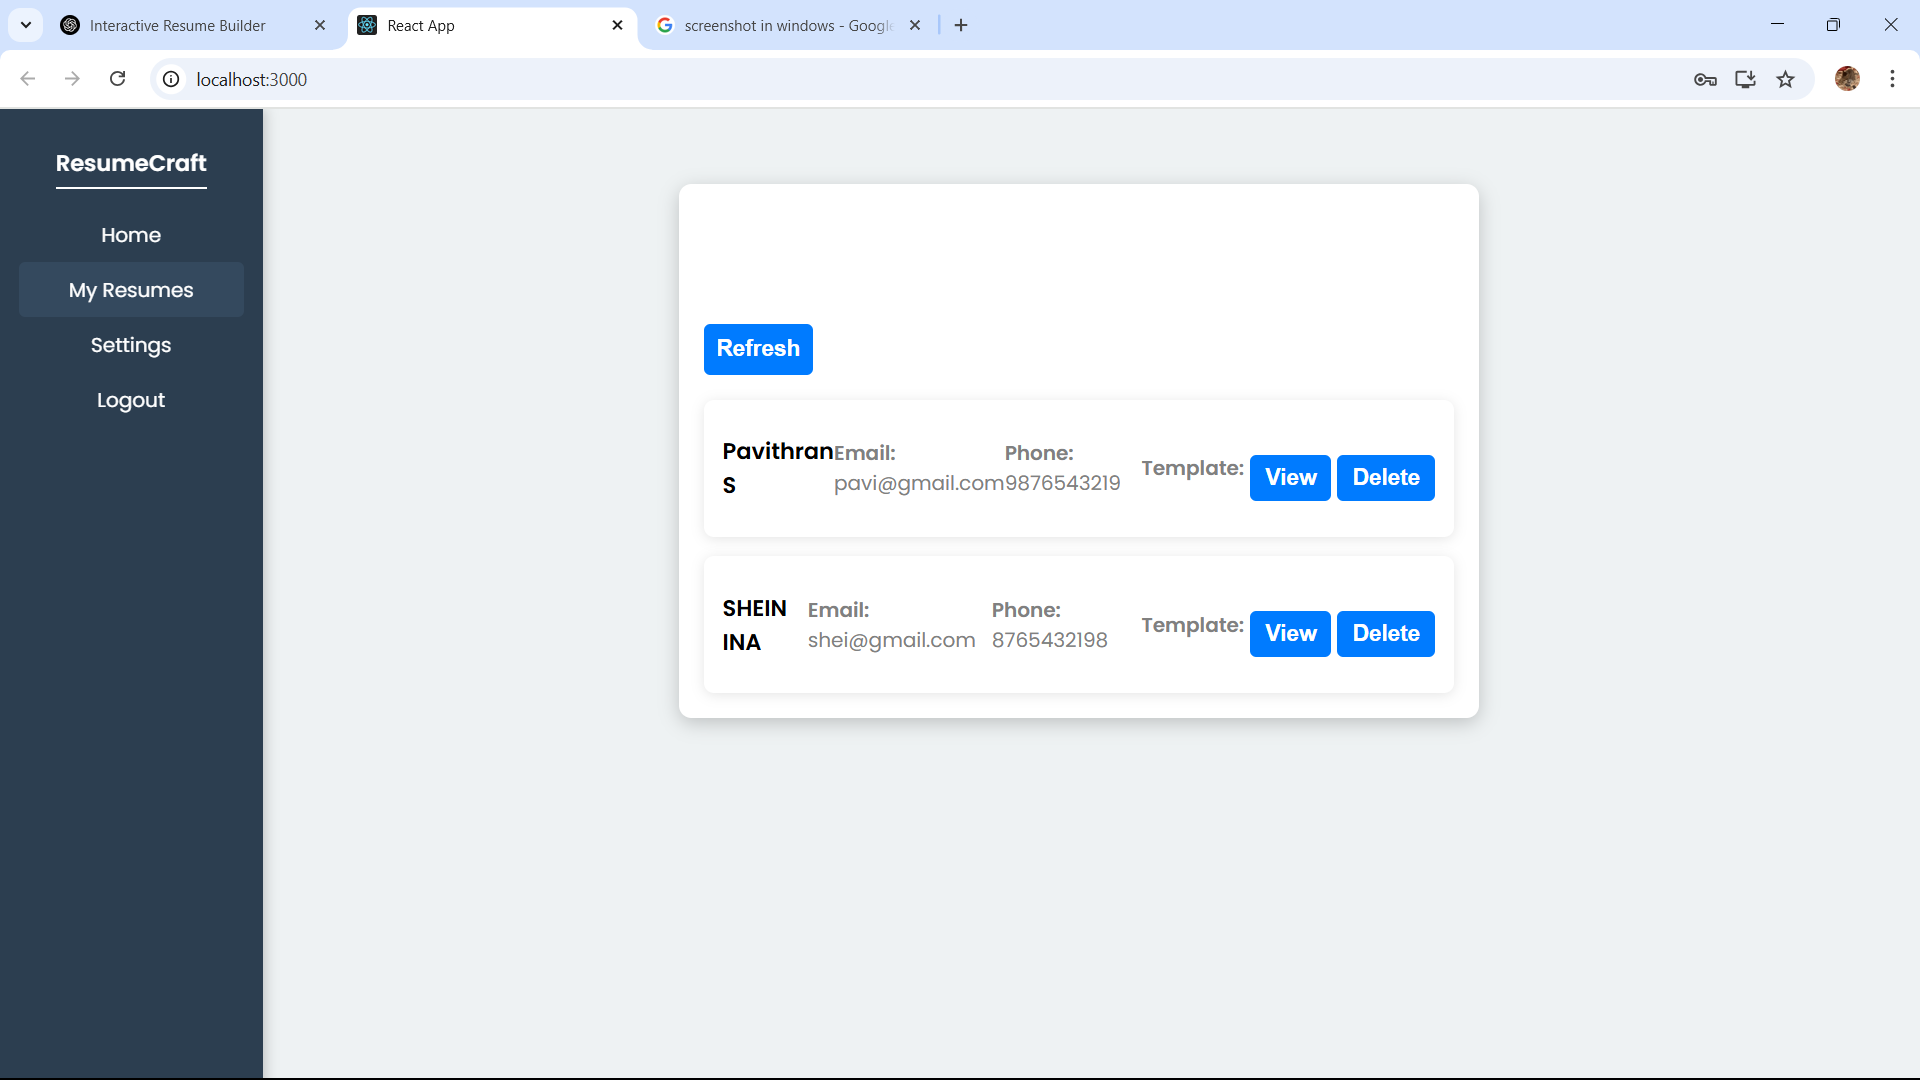 Interactive Resume Builder
React App
screenshot in windows - Google
localhost:3000
ResumeCraft
Home
My Resumes
Settings
Logout
Refresh
Pavithran S
Email: pavi@gmail.com
Phone: 9876543219
Template:
View
Delete
SHEIN INA
Email: shei@gmail.com
Phone: 8765432198
Template:
View
Delete